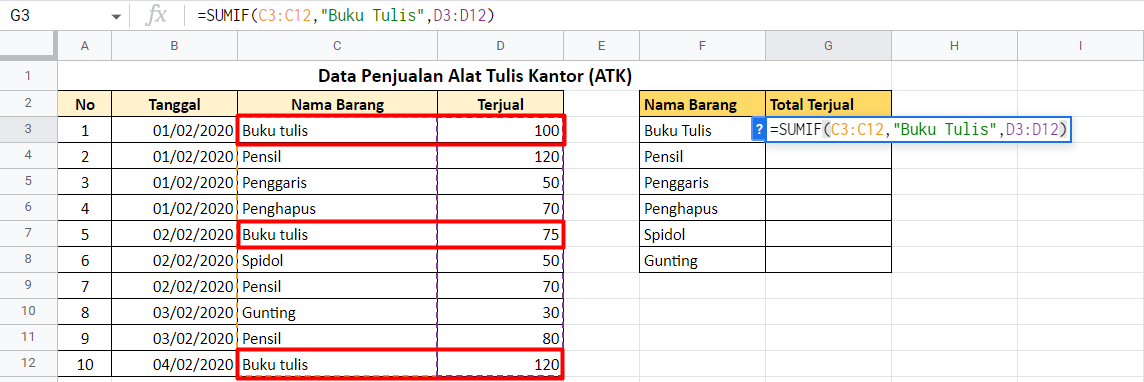 G3 fx =SUMIF(C3:C12,"Buku Tulis",D3:D12)
A B C D E F G H I
1 Data Penjualan Alat Tulis Kantor (ATK)
2 No Tanggal Nama Barang Terjual Nama Barang Total Terjual
3 1 01/02/2020 Buku tulis 100 Buku Tulis ? =SUMIF(C3:C12,"Buku Tulis",D3:D12)
4 2 01/02/2020 Pensil 120 Pensil
5 3 01/02/2020 Penggaris 50 Penggaris
6 4 01/02/2020 Penghapus 70 Penghapus
7 5 02/02/2020 Buku tulis 75 Spidol
8 6 02/02/2020 Spidol 50 Gunting
9 7 02/02/2020 Pensil 70
10 8 03/02/2020 Gunting 30
11 9 03/02/2020 Pensil 80
12 10 04/02/2020 Buku tulis 120